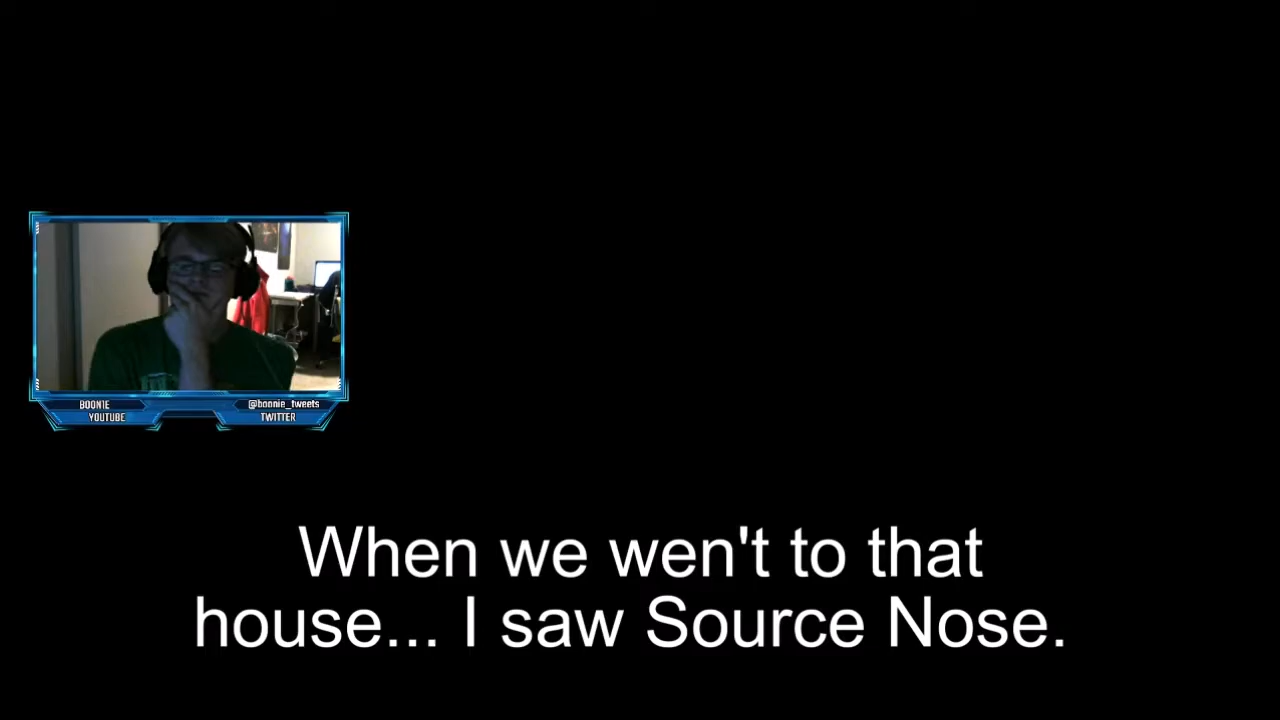 BOONIE @bonnie_tweets
YOUTUBE TWITTER
When we wen't to that
house... I saw Source Nose.